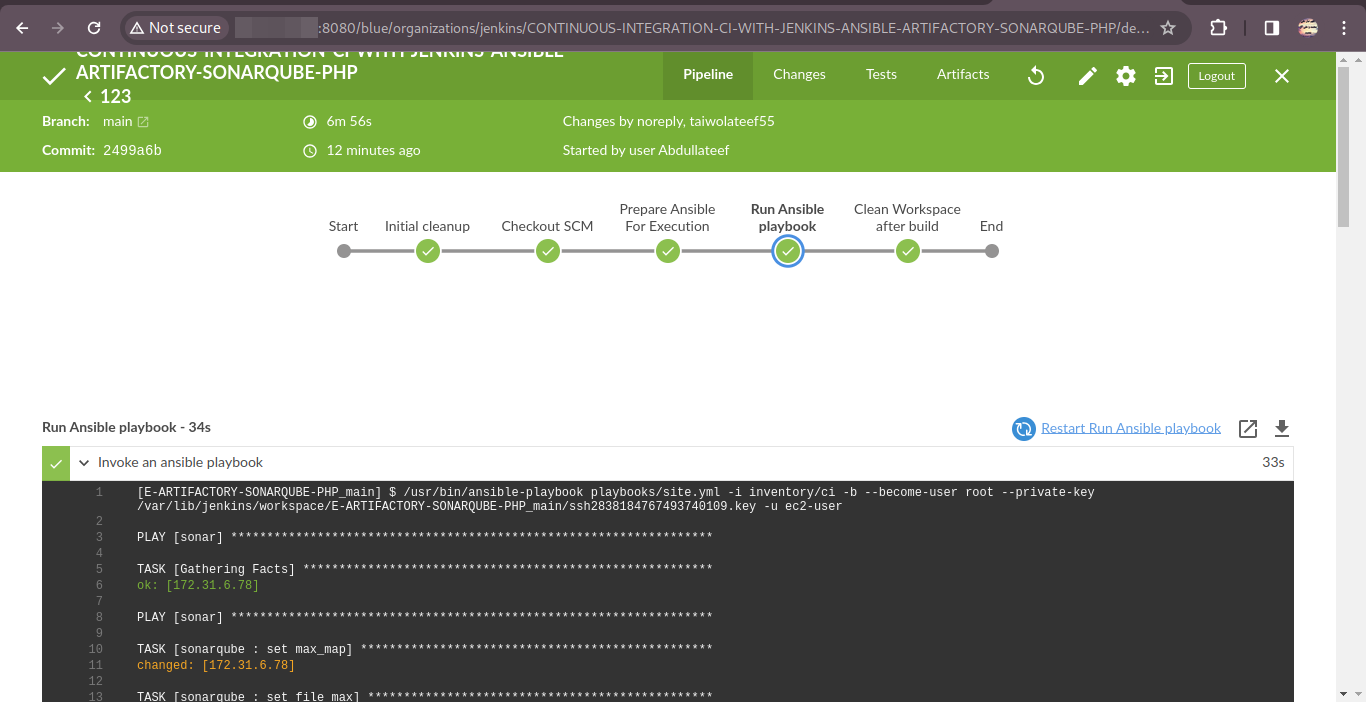 Not secure
:8080/blue/organizations/jenkins/CONTINUOUS-INTEGRATION-CI-WITH-JENKINS-ANSIBLE-ARTIFACTORY-SONARQUBE-PHP/de...
CONTINUOUS-INTEGRATION-CI-WITH-JENKINS-ANSIBLE-
ARTIFACTORY-SONARQUBE-PHP
< 123
Pipeline Changes Tests Artifacts Logout
Branch: main 6m 56s Changes by noreply, taiwolateef55
Commit: 2499a6b 12 minutes ago Started by user Abdullateef
Start Initial cleanup Checkout SCM Prepare Ansible For Execution Run Ansible playbook Clean Workspace after build End
Run Ansible playbook - 34s Restart Run Ansible playbook
Invoke an ansible playbook 33s
1 [E-ARTIFACTORY-SONARQUBE-PHP_main] $ /usr/bin/ansible-playbook playbooks/site.yml -i inventory/ci -b --become-user root --private-key
/var/lib/jenkins/workspace/E-ARTIFACTORY-SONARQUBE-PHP_main/ssh2838184767493740109.key -u ec2-user
2
3 PLAY [sonar] *******************************************************************
4
5 TASK [Gathering Facts] *********************************************************
6 ok: [172.31.6.78]
7
8 PLAY [sonar] *******************************************************************
9
10 TASK [sonarqube : set max_map] *************************************************
11 changed: [172.31.6.78]
12
13 TASK [sonarqube : set file max] ************************************************